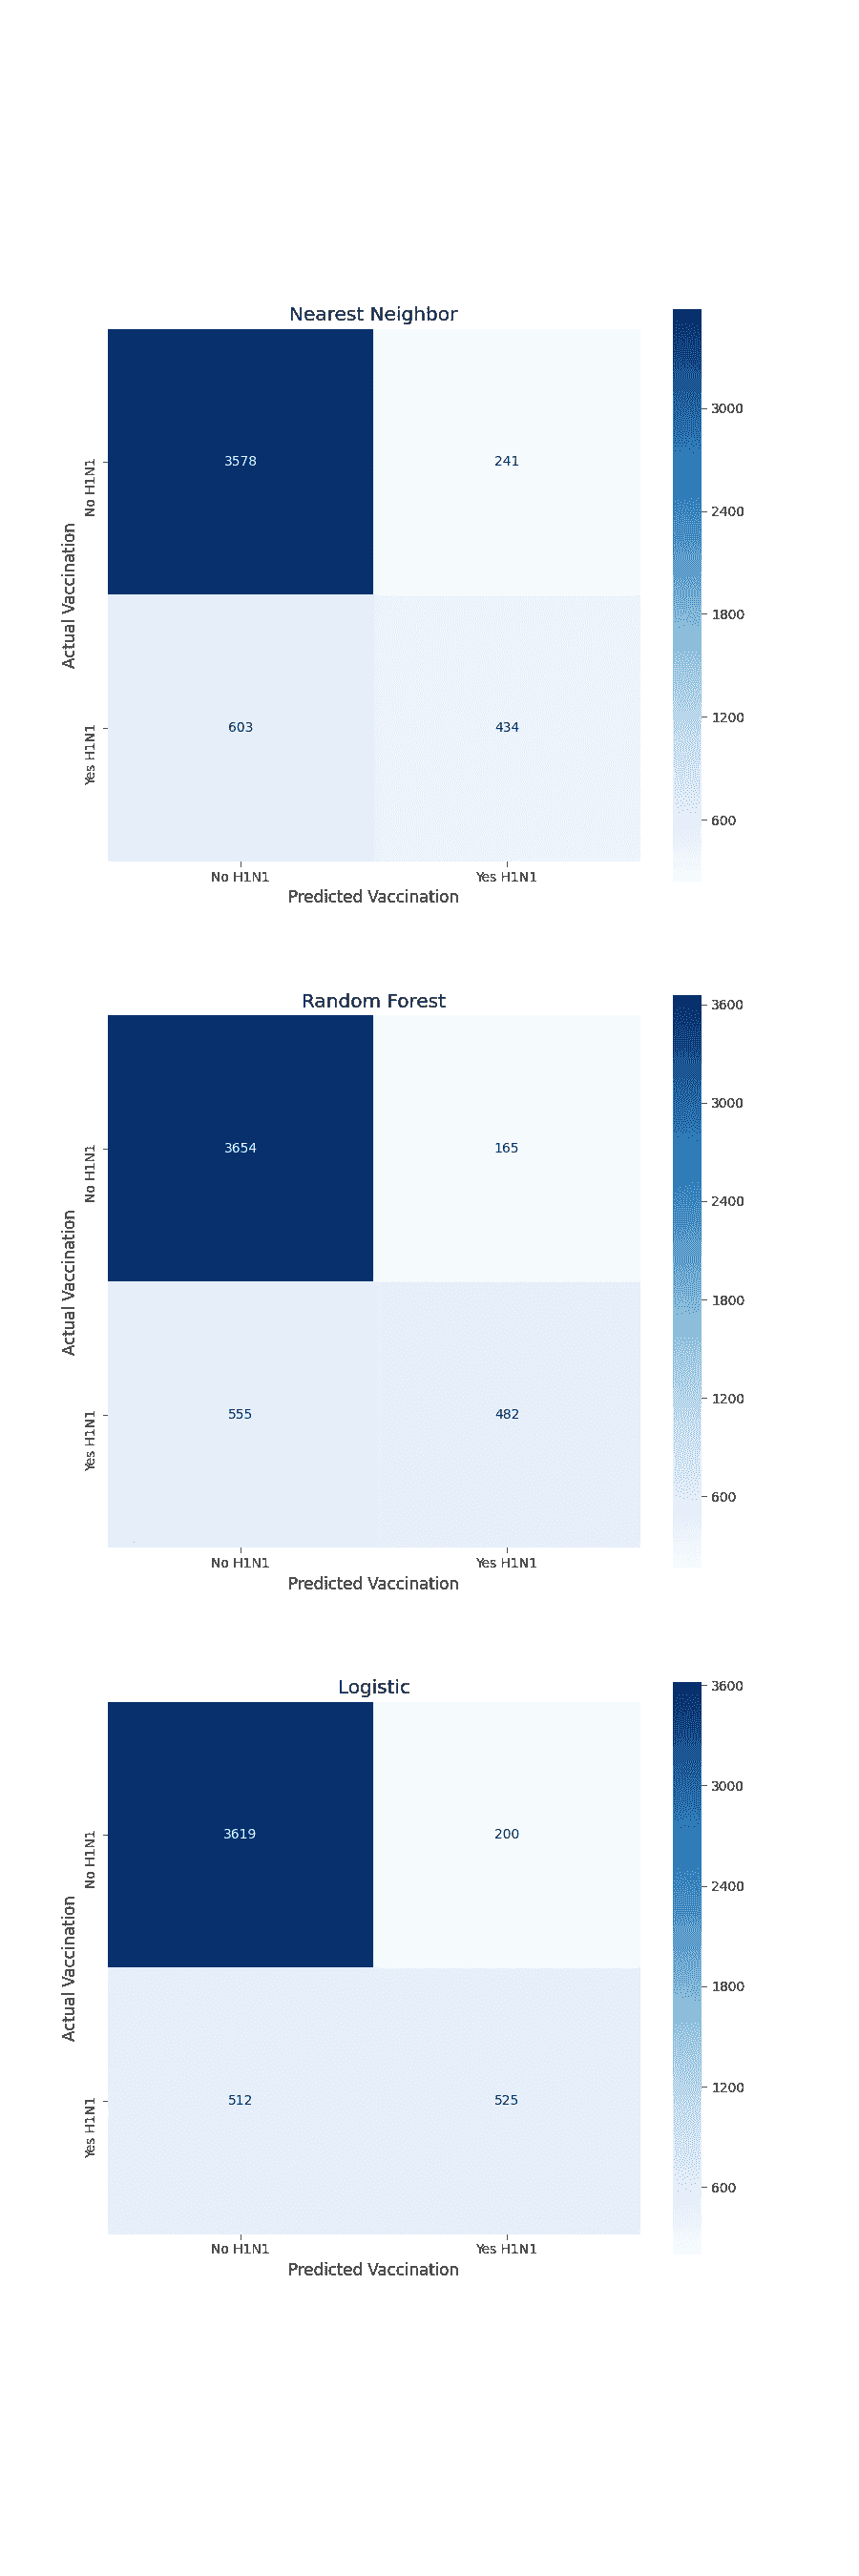 Nearest Neighbor
3000
3578
241
No H1N1
2400
1800
Actual Vaccination
1200
603
434
Yes H1N1
600
No H1N1
Yes H1N1
Predicted Vaccination
Random Forest
3600
3000
3654
165
No H1N1
2400
1800
Actual Vaccination
1200
555
482
Yes H1N1
600
No H1N1
Yes H1N1
Predicted Vaccination
Logistic
3600
3000
3619
200
No H1N1
2400
1800
Actual Vaccination
1200
512
525
Yes H1N1
600
No H1N1
Yes H1N1
Predicted Vaccination